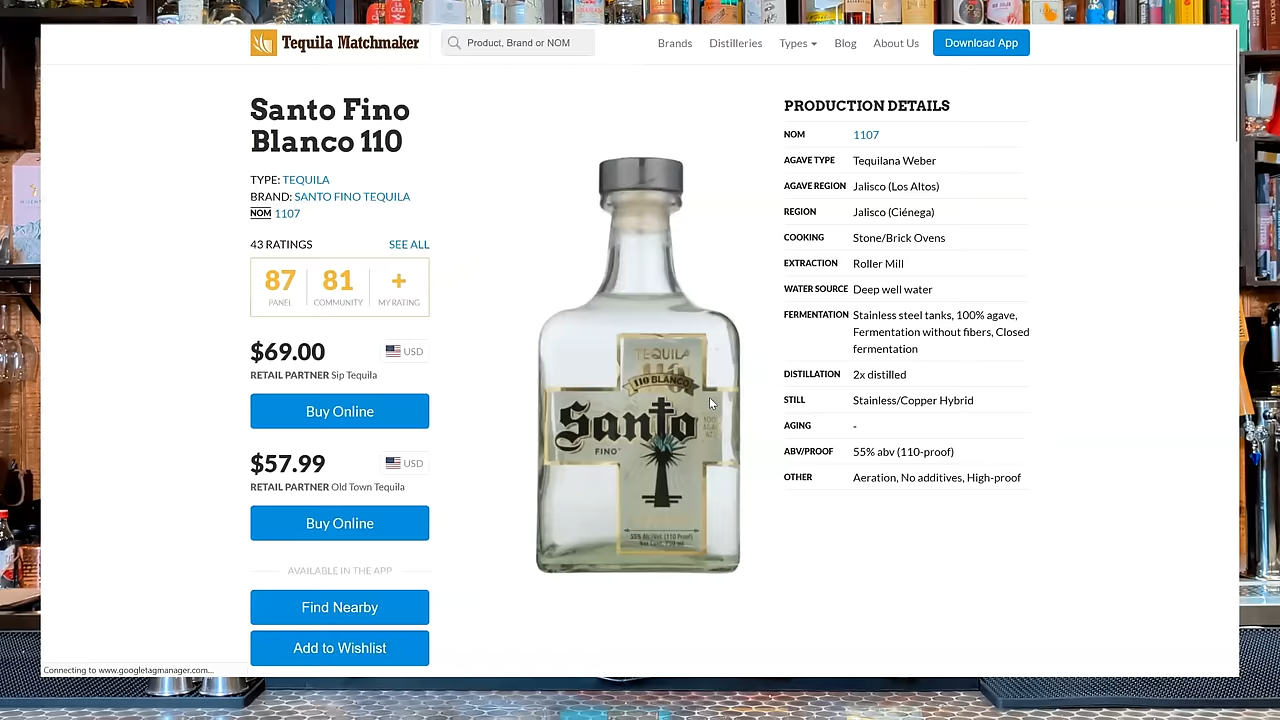 Tequila Matchmaker
Product, Brand or NOM
Brands
Distilleries
Types
Blog
About Us
Download App
Santo Fino
Blanco 110
TYPE: TEQUILA
BRAND: SANTO FINO TEQUILA
NOM 1107
43 RATINGS
SEE ALL
87
PANEL
81
COMMUNITY
+
MY RATING
$69.00
USD
RETAIL PARTNER Sip Tequila
Buy Online
$57.99
USD
RETAIL PARTNER Old Town Tequila
Buy Online
AVAILABLE IN THE APP
Find Nearby
Add to Wishlist
Connecting to www.googletagmanager.com...
TEQUILA
110
110 BLANCO
Santo
FINO
55% Alc/Vol. (110 Proof)
PRODUCTION DETAILS
NOM 1107
AGAVE TYPE Tequilana Weber
AGAVE REGION Jalisco (Los Altos)
REGION Jalisco (Ciénega)
COOKING Stone/Brick Ovens
EXTRACTION Roller Mill
WATER SOURCE Deep well water
FERMENTATION Stainless steel tanks, 100% agave,
Fermentation without fibers, Closed
fermentation
DISTILLATION 2x distilled
STILL Stainless/Copper Hybrid
AGING -
ABV/PROOF 55% abv (110-proof)
OTHER Aeration, No additives, High-proof